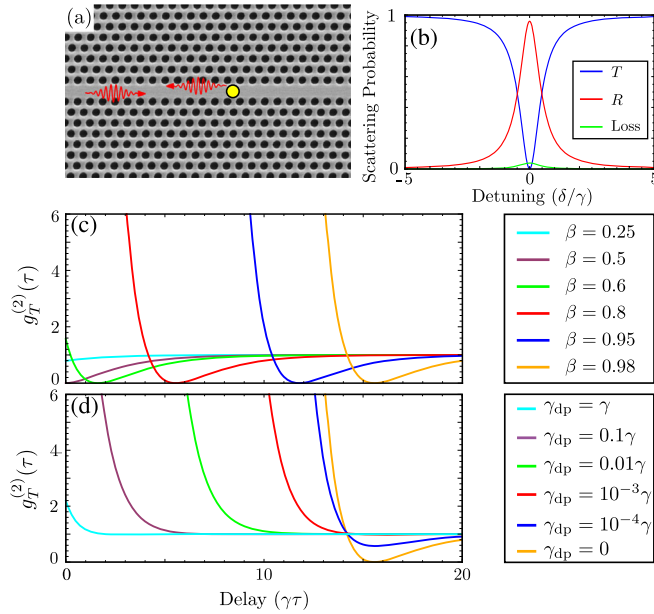 (a)
(b)
Scattering Probability
1
0
−5
0
5
Detuning (δ/γ)
T
R
Loss
(c)
g_T^(2)(τ)
6
4
2
0
β = 0.25
β = 0.5
β = 0.6
β = 0.8
β = 0.95
β = 0.98
(d)
g_T^(2)(τ)
6
4
2
0
0
10
20
Delay (γτ)
γ_dp = γ
γ_dp = 0.1γ
γ_dp = 0.01γ
γ_dp = 10^−3γ
γ_dp = 10^−4γ
γ_dp = 0